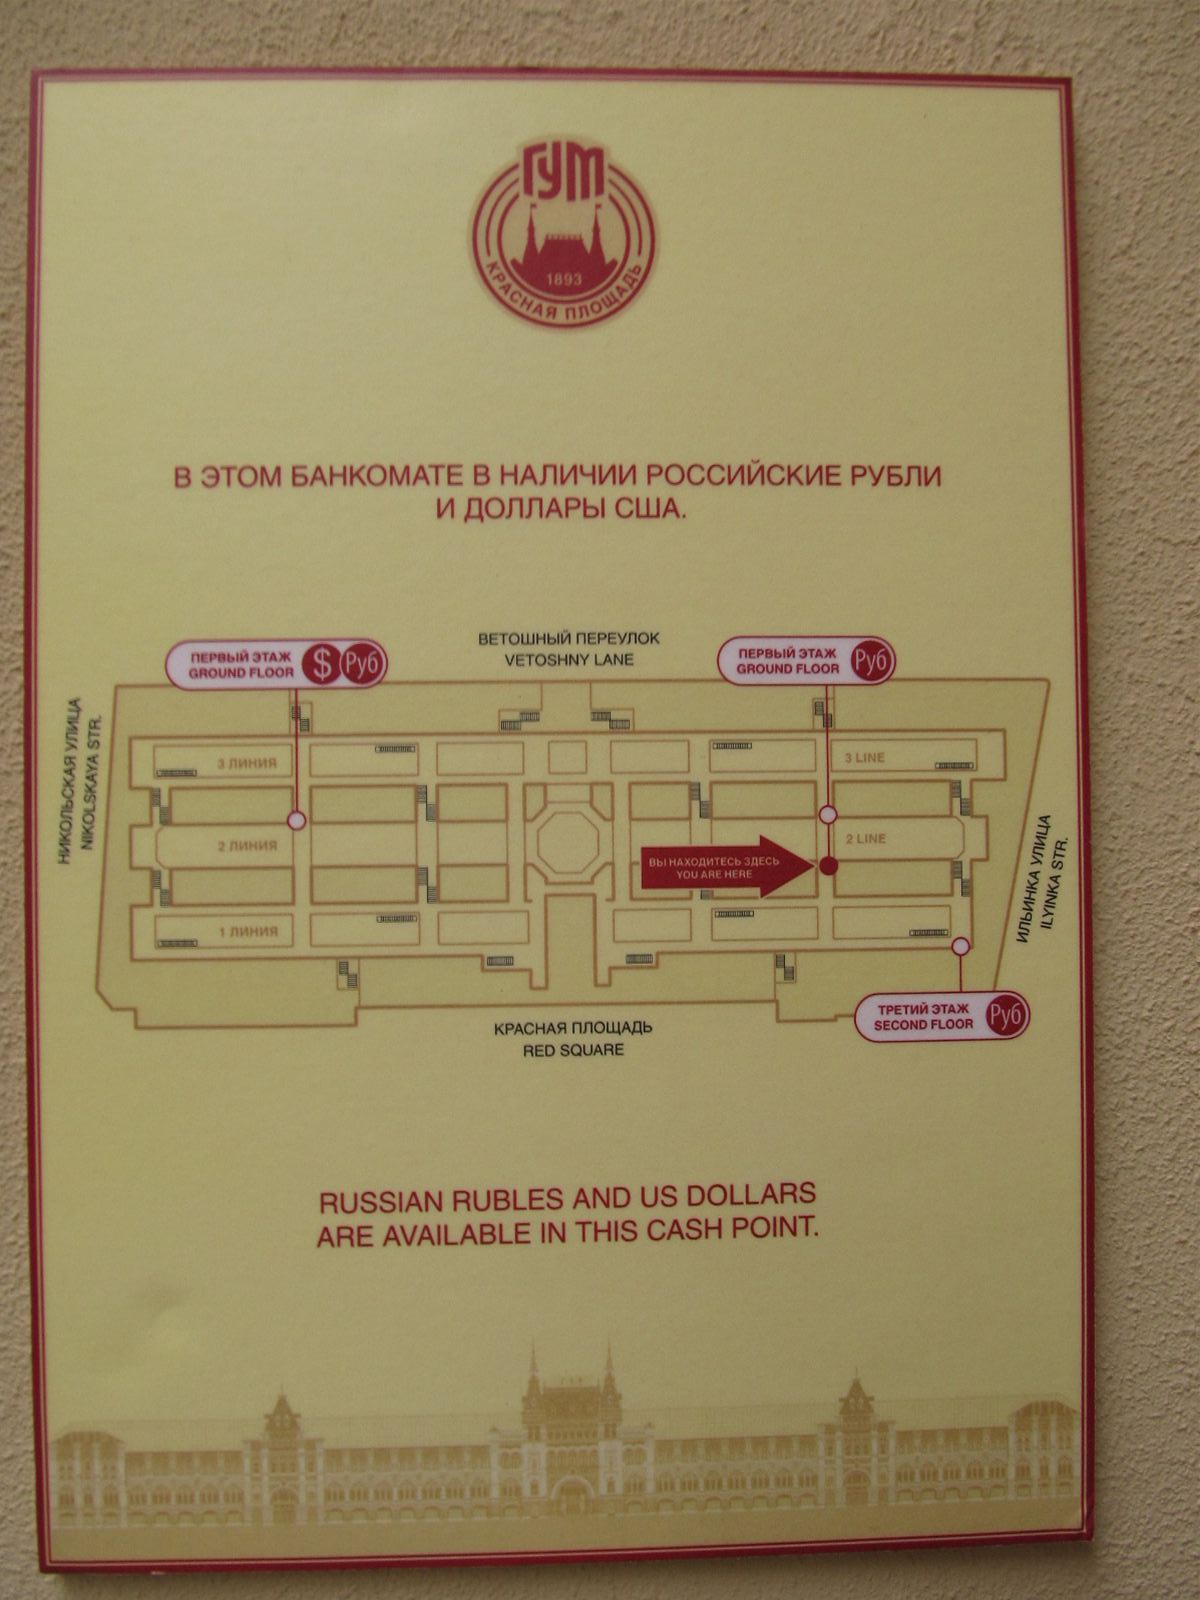 ГУМ
1893
КРАСНАЯ ПЛОЩАДЬ
В ЭТОМ БАНКОМАТЕ В НАЛИЧИИ РОССИЙСКИЕ РУБЛИ
И ДОЛЛАРЫ США.
ВЕТОШНЫЙ ПЕРЕУЛОК
VETOSHNY LANE
ПЕРВЫЙ ЭТАЖ
GROUND FLOOR
$ Руб
ПЕРВЫЙ ЭТАЖ
GROUND FLOOR
Руб
НИКОЛЬСКАЯ УЛИЦА
NIKOLSKAYA STR.
3 ЛИНИЯ
3 LINE
2 ЛИНИЯ
2 LINE
ВЫ НАХОДИТЕСЬ ЗДЕСЬ
YOU ARE HERE
1 ЛИНИЯ
ИЛЬИНКА УЛИЦА
ILYINKA STR.
ТРЕТИЙ ЭТАЖ
SECOND FLOOR
Руб
КРАСНАЯ ПЛОЩАДЬ
RED SQUARE
RUSSIAN RUBLES AND US DOLLARS
ARE AVAILABLE IN THIS CASH POINT.